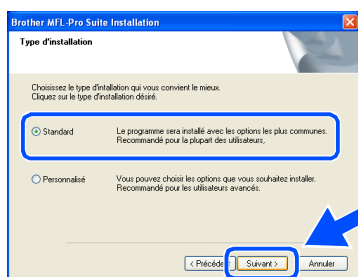 Brother MFL-Pro Suite Installation
Type d'installation
Choisissez le type d'intallation qui vous convient le mieux.
Cliquez sur le type d'installation désiré.
Standard
Le programme sera installé avec les options les plus communes.
Recommandé pour la plupart des utilisateurs,
Personnalisé
Vous pouvez choisir les options que vous souhaitez installer.
Recommandé pour les utilisateurs avancés.
< Précéde Suivant > Annuler